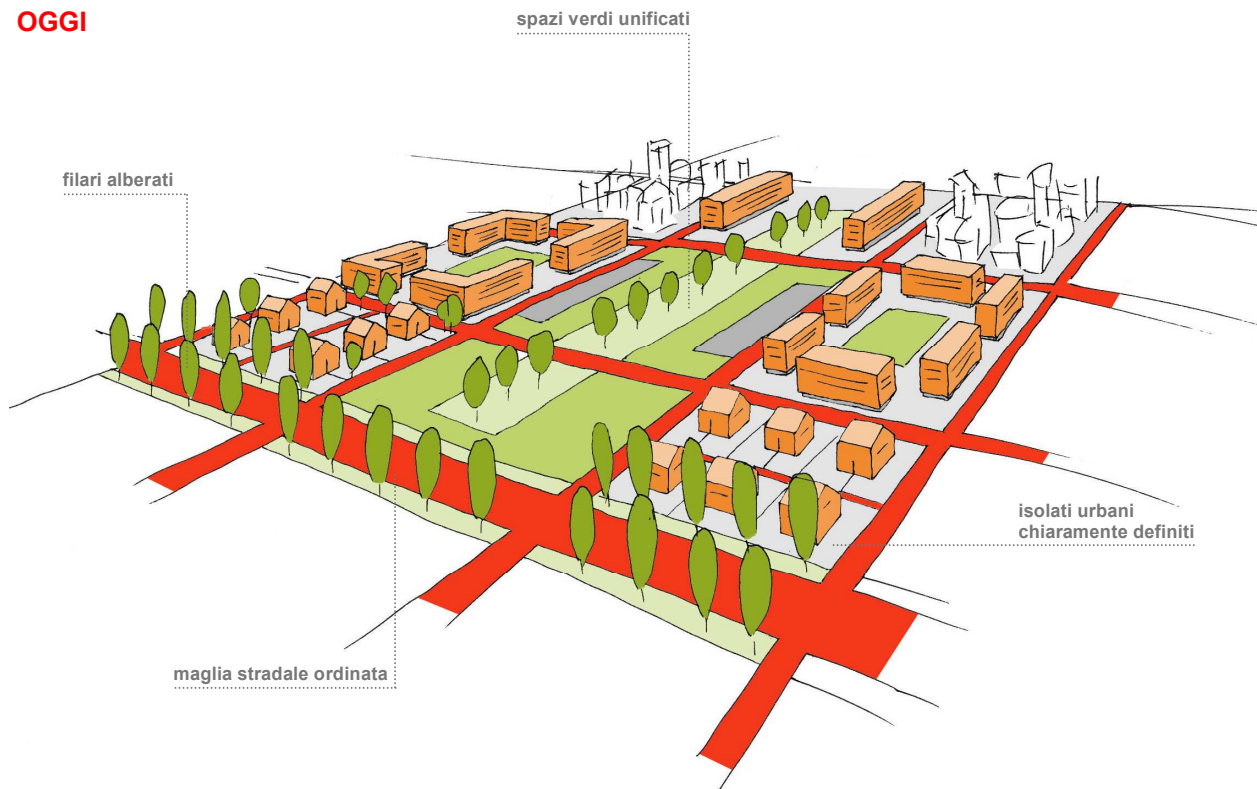 OGGI
spazi verdi unificati
filari alberati
isolati urbani
chiaramente definiti
maglia stradale ordinata